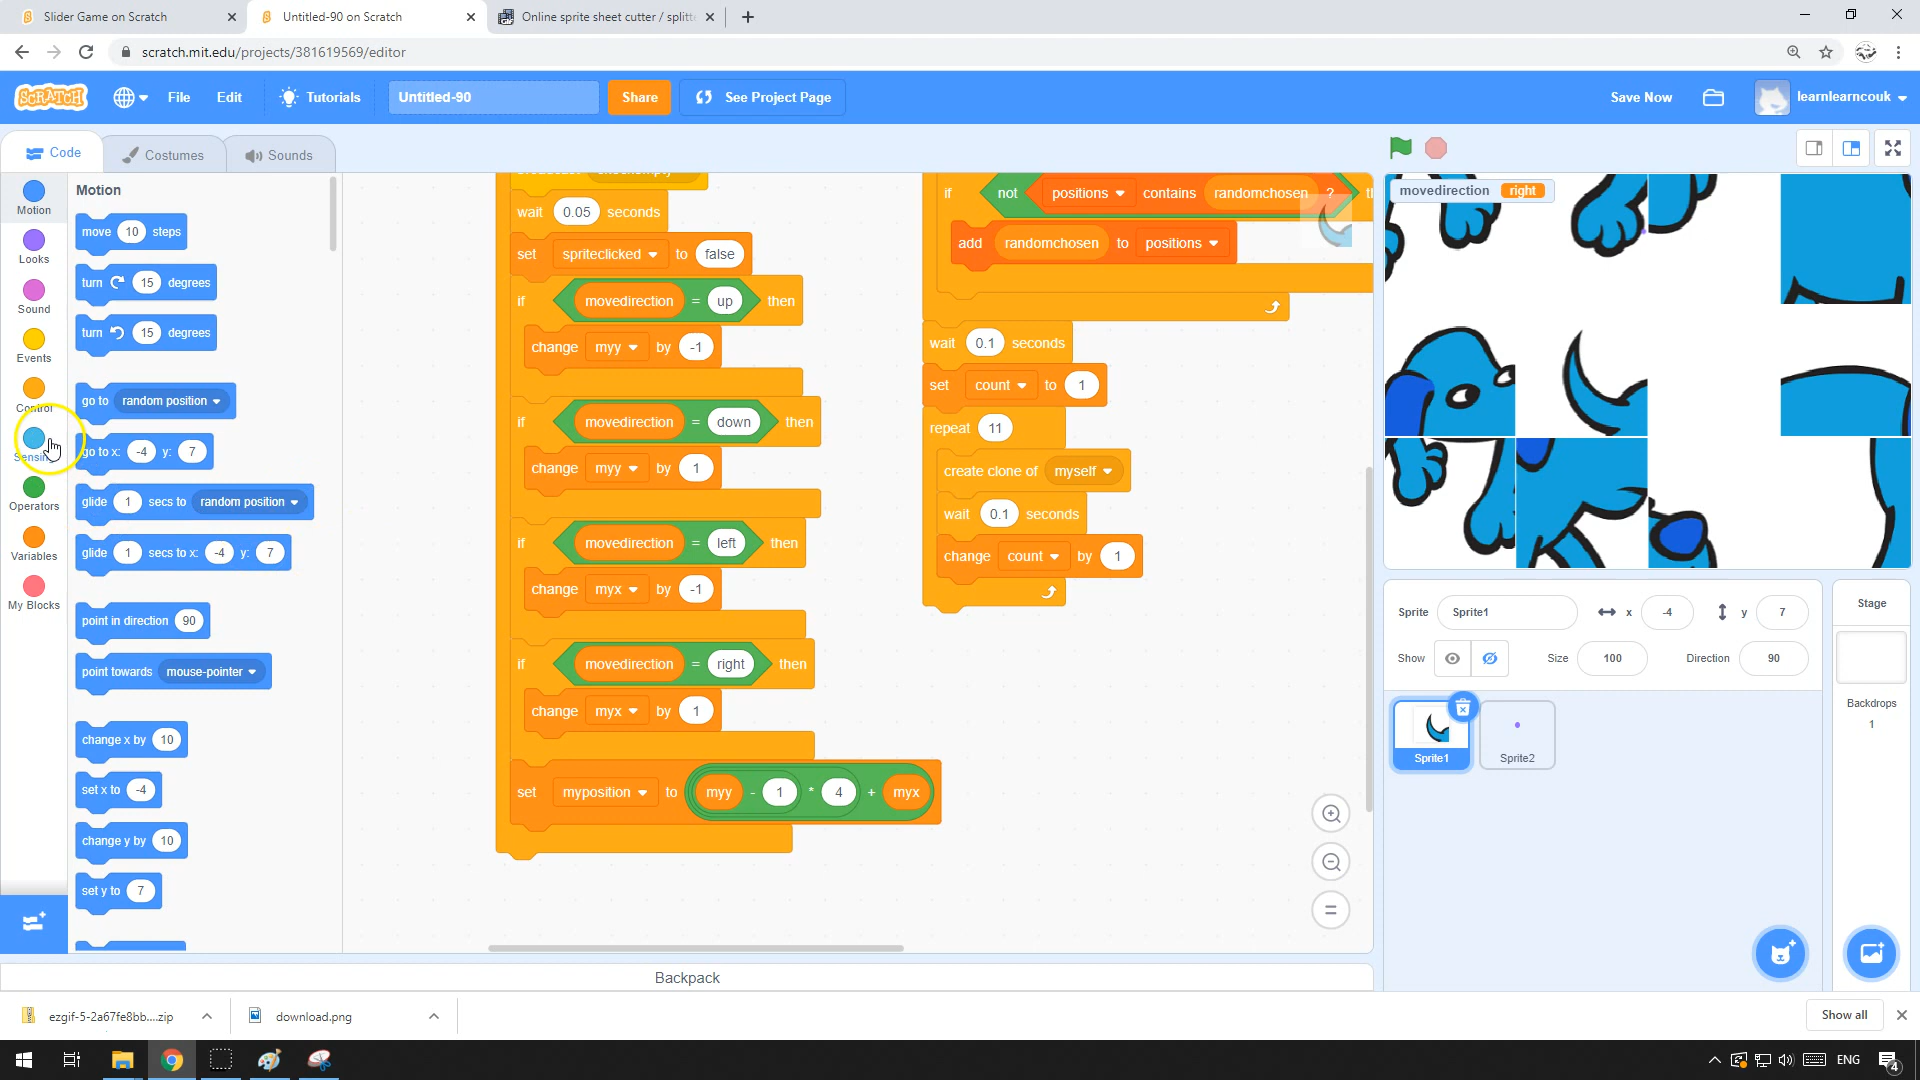 Slider Game on Scratch
Untitled-90 on Scratch
Online sprite sheet cutter / splitt
scratch.mit.edu/projects/381619569/editor
SCRATCH
File
Edit
Tutorials
Untitled-90
Share
See Project Page
Save Now
learnlearncouk
Code
Costumes
Sounds
Motion
Looks
Sound
Events
Control
Sensing
Operators
Variables
My Blocks
Motion
move 10 steps
turn 15 degrees
turn 15 degrees
go to random position
go to x: -4 y: 7
glide 1 secs to random position
glide 1 secs to x: -4 y: 7
point in direction 90
point towards mouse-pointer
change x by 10
set x to -4
change y by 10
set y to 7
wait 0.05 seconds
set spriteclicked to false
if movedirection = up then
change myy by -1
if movedirection = down then
change myy by 1
if movedirection = left then
change myx by -1
if movedirection = right then
change myx by 1
set myposition to myy - 1 * 4 + myx
if not positions contains randomchosen ? th
add randomchosen to positions
wait 0.1 seconds
set count to 1
repeat 11
create clone of myself
wait 0.1 seconds
change count by 1
movedirection right
Sprite Sprite1 x -4 y 7
Show Size 100 Direction 90
Sprite1
Sprite2
Stage
Backdrops
1
Backpack
ezgif-5-2a67fe8bb....zip
download.png
Show all
ENG
4